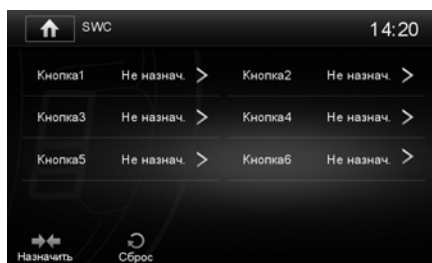 SWC 14:20
Кнопка1 Не назнач. > Кнопка2 Не назнач. >
Кнопка3 Не назнач. > Кнопка4 Не назнач. >
Кнопка5 Не назнач. > Кнопка6 Не назнач. >
Назначить Сброс